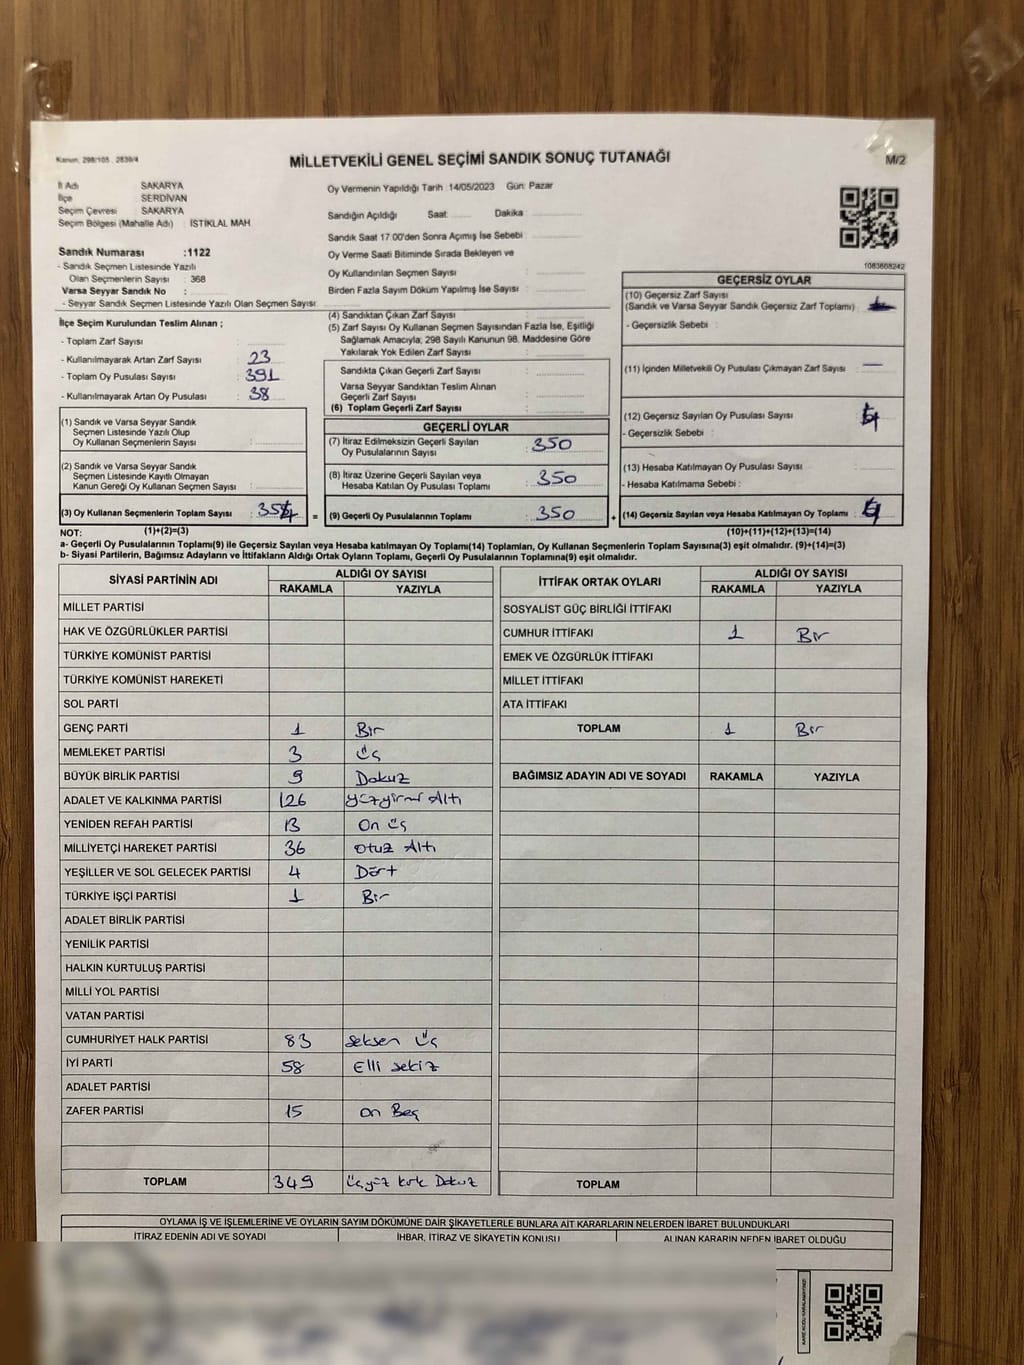 Kanun: 298/105 , 2839/4
MİLLETVEKİLİ GENEL SEÇİMİ SANDIK SONUÇ TUTANAĞI
M/2
İl Adı SAKARYA
İlçe SERDİVAN
Seçim Çevresi SAKARYA
Seçim Bölgesi (Mahalle Adı) : İSTİKLAL MAH
Sandık Numarası :1122
- Sandık Seçmen Listesinde Yazılı
Olan Seçmenlerin Sayısı : 368
Varsa Seyyar Sandık No :
- Seyyar Sandık Seçmen Listesinde Yazılı Olan Seçmen Sayısı:
Oy Vermenin Yapıldığı Tarih : 14/05/2023 Gün: Pazar
Sandığın Açıldığı Saat: Dakika
Sandık Saat 17.00'den Sonra Açımış İse Sebebi :
Oy Verme Saati Bitiminde Sırada Bekleyen ve
Oy Kullandırılan Seçmen Sayısı :
Birden Fazla Sayım Döküm Yapılmış İse Sayısı :
1083608242
İlçe Seçim Kurulundan Teslim Alınan ;
- Toplam Zarf Sayısı :
- Kullanılmayarak Artan Zarf Sayısı : 23
- Toplam Oy Pusulası Sayısı : 391
- Kullanılmayarak Artan Oy Pusulası : 38
(1) Sandık ve Varsa Seyyar Sandık
Seçmen Listesinde Yazılı Olup
Oy Kullanan Seçmenlerin Sayısı :
(2) Sandık ve Varsa Seyyar Sandık
Seçmen Listesinde Kayıtlı Olmayan
Kanun Gereği Oy Kullanan Seçmen Sayısı :
(3) Oy Kullanan Seçmenlerin Toplam Sayısı : 354
(4) Sandıktan Çıkan Zarf Sayısı :
(5) Zarf Sayısı Oy Kullanan Seçmen Sayısından Fazla İse, Eşitliği
Sağlamak Amacıyla; 298 Sayılı Kanunun 98. Maddesine Göre
Yakılarak Yok Edilen Zarf Sayısı :
Sandıkta Çıkan Geçerli Zarf Sayısı :
Varsa Seyyar Sandıktan Teslim Alınan
Geçerli Zarf Sayısı :
(6) Toplam Geçerli Zarf Sayısı :
GEÇERLİ OYLAR
(7) İtiraz Edilmeksizin Geçerli Sayılan
Oy Pusulalarının Sayısı : 350
(8) İtiraz Üzerine Geçerli Sayılan veya
Hesaba Katılan Oy Pusulası Toplamı : 350
= (9) Geçerli Oy Pusulalarının Toplamı : 350
GEÇERSİZ OYLAR
(10) Geçersiz Zarf Sayısı
(Sandık ve Varsa Seyyar Sandık Geçersiz Zarf Toplamı) :
- Geçersizlik Sebebi :
(11) İçinden Milletvekili Oy Pusulası Çıkmayan Zarf Sayısı : —
(12) Geçersiz Sayılan Oy Pusulası Sayısı : 4
- Geçersizlik Sebebi :
(13) Hesaba Katılmayan Oy Pusulası Sayısı :
- Hesaba Katılmama Sebebi :
+ (14) Geçersiz Sayılan veya Hesaba Katılmayan Oy Toplamı : 4
NOT: (1)+(2)=(3) (10)+(11)+(12)+(13)=(14)
a- Geçerli Oy Pusulalarının Toplamı(9) ile Geçersiz Sayılan veya Hesaba katılmayan Oy Toplamı(14) Toplamları, Oy Kullanan Seçmenlerin Toplam Sayısına(3) eşit olmalıdır. (9)+(14)=(3)
b- Siyasi Partilerin, Bağımsız Adayların ve İttifakların Aldığı Ortak Oyların Toplamı, Geçerli Oy Pusulalarının Toplamına(9) eşit olmalıdır.
SİYASİ PARTİNİN ADI ALDIĞI OY SAYISI
RAKAMLA YAZIYLA
MİLLET PARTİSİ
HAK VE ÖZGÜRLÜKLER PARTİSİ
TÜRKİYE KOMÜNİST PARTİSİ
TÜRKİYE KOMÜNİST HAREKETİ
SOL PARTİ
GENÇ PARTİ 1 Bir
MEMLEKET PARTİSİ 3 Üç
BÜYÜK BİRLİK PARTİSİ 9 Dokuz
ADALET VE KALKINMA PARTİSİ 126 yüzyirmi Altı
YENİDEN REFAH PARTİSİ 13 On üç
MİLLİYETÇİ HAREKET PARTİSİ 36 otuz Altı
YEŞİLLER VE SOL GELECEK PARTİSİ 4 Dört
TÜRKİYE İŞÇİ PARTİSİ 1 Bir
ADALET BİRLİK PARTİSİ
YENİLİK PARTİSİ
HALKIN KURTULUŞ PARTİSİ
MİLLİ YOL PARTİSİ
VATAN PARTİSİ
CUMHURİYET HALK PARTİSİ 83 seksen Üç
İYİ PARTİ 58 Elli sekiz
ADALET PARTİSİ
ZAFER PARTİSİ 15 on Beş
TOPLAM 349 üçyüz kırk Dokuz
İTTİFAK ORTAK OYLARI ALDIĞI OY SAYISI
RAKAMLA YAZIYLA
SOSYALİST GÜÇ BİRLİĞİ İTTİFAKI
CUMHUR İTTİFAKI 1 Bir
EMEK VE ÖZGÜRLÜK İTTİFAKI
MİLLET İTTİFAKI
ATA İTTİFAKI
TOPLAM 1 Bir
BAĞIMSIZ ADAYIN ADI VE SOYADI RAKAMLA YAZIYLA
TOPLAM
OYLAMA İŞ VE İŞLEMLERİNE VE OYLARIN SAYIM DÖKÜMÜNE DAİR ŞİKAYETLERLE BUNLARA AİT KARARLARIN NELERDEN İBARET BULUNDUKLARI
İTİRAZ EDENİN ADI VE SOYADI İHBAR, İTİRAZ VE ŞİKAYETİN KONUSU ALINAN KARARIN NEDEN İBARET OLDUĞU